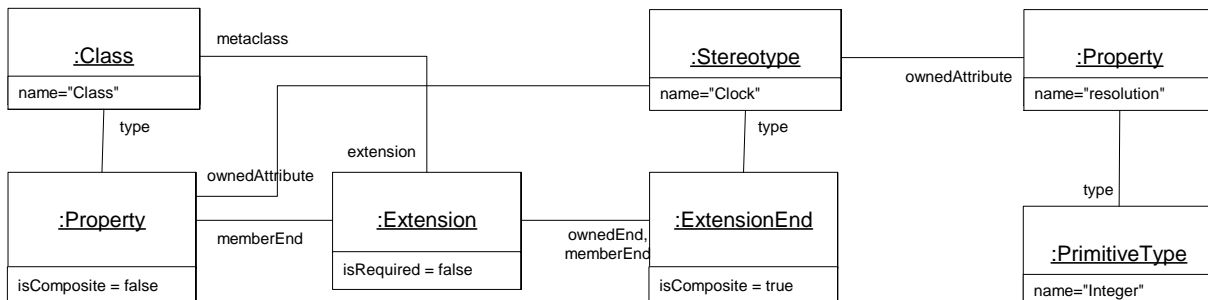 :Class
name="Class"
metaclass
:Stereotype
name="Clock"
ownedAttribute
:Property
name="resolution"
type
type
extension
ownedAttribute
type
:Property
isComposite = false
memberEnd
:Extension
isRequired = false
ownedEnd,
memberEnd
:ExtensionEnd
isComposite = true
:PrimitiveType
name="Integer"